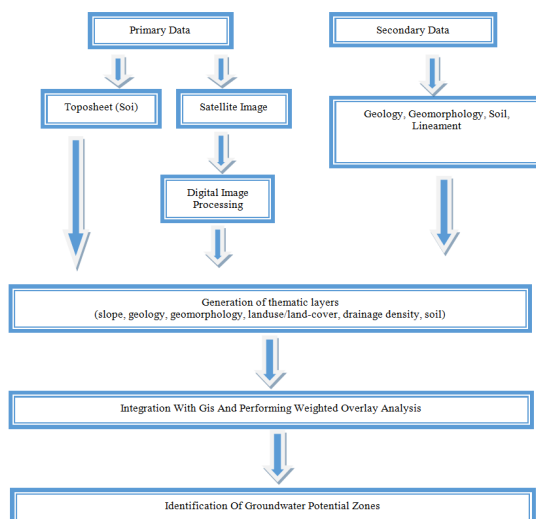 Primary Data
Secondary Data
Toposheet (Soi)
Satellite Image
Geology, Geomorphology, Soil,
Lineament
Digital Image
Processing
Generation of thematic layers
(slope, geology, geomorphology, landuse/land-cover, drainage density, soil)
Integration With Gis And Performing Weighted Overlay Analysis
Identification Of Groundwater Potential Zones